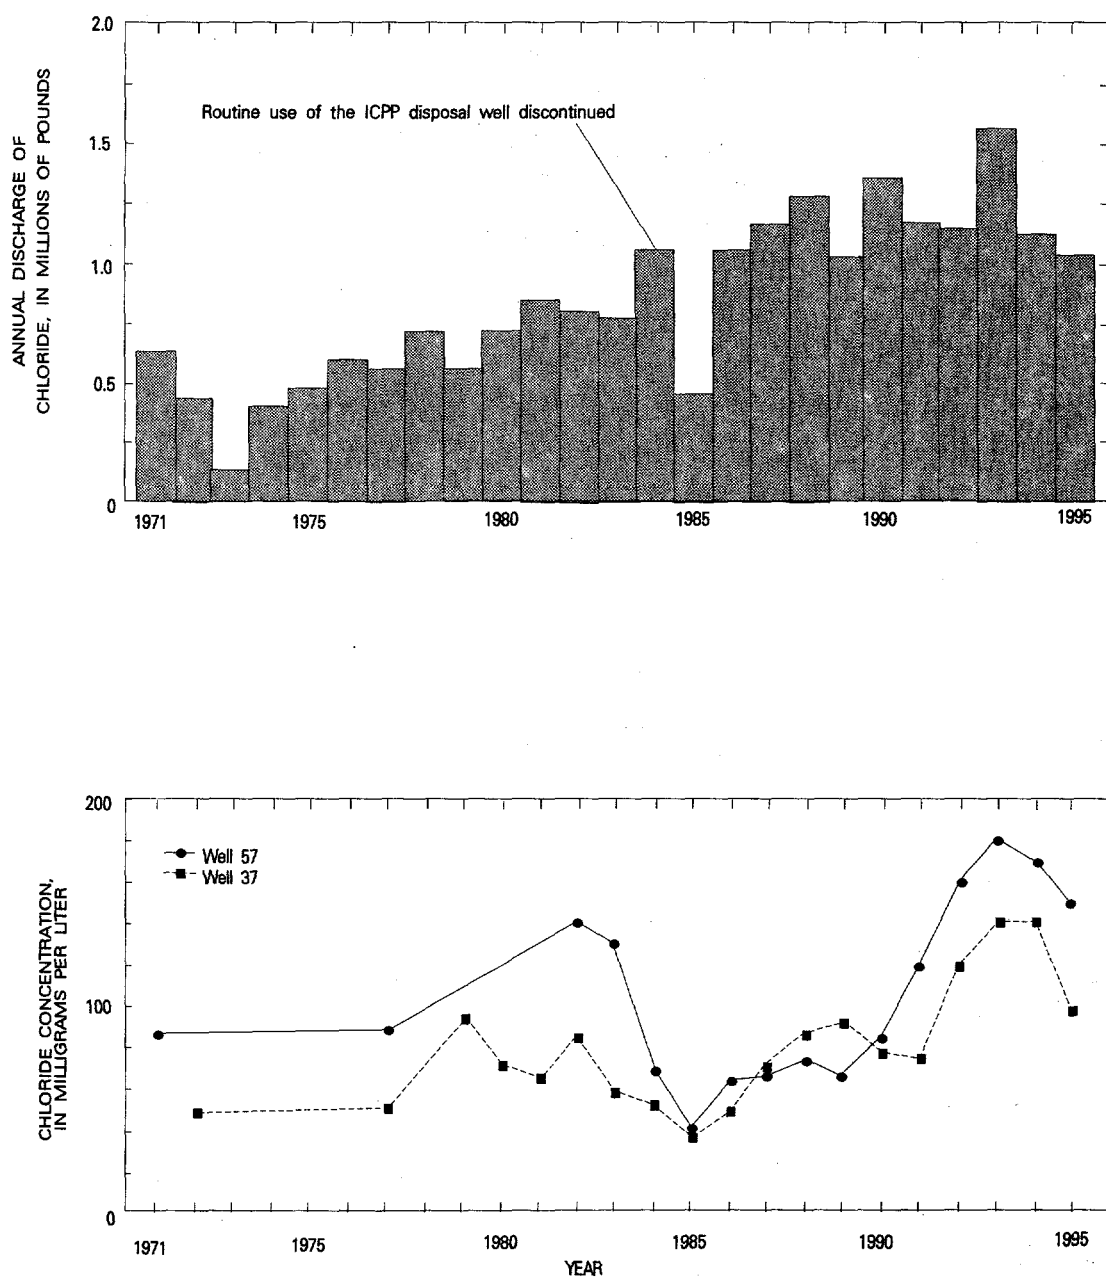 2.0
Routine use of the ICPP disposal well discontinued
1.5
ANNUAL DISCHARGE OF
CHLORIDE, IN MILLIONS OF POUNDS
1.0
0.5
0
1971 1975 1980 1985 1990 1995
200
Well 57
Well 37
CHLORIDE CONCENTRATION,
IN MILLIGRAMS PER LITER
100
0
1971 1975 1980 1985 1990 1995
YEAR